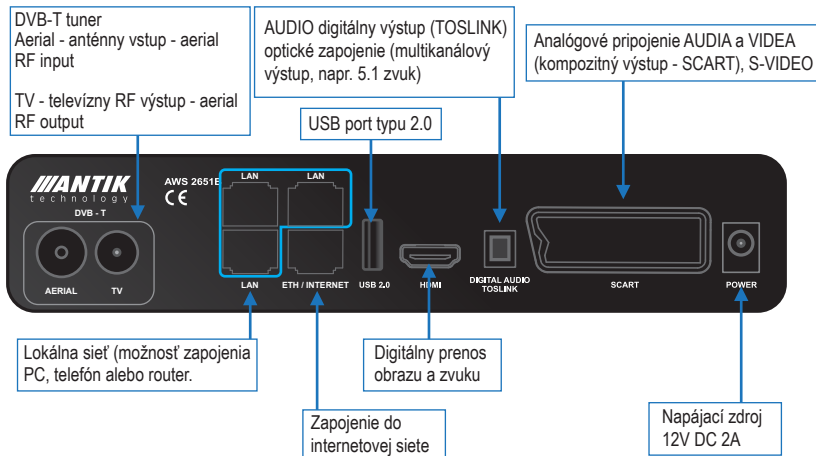 DVB-T tuner
Aerial - anténny vstup - aerial
RF input
TV - televízny RF výstup - aerial
RF output
AUDIO digitálny výstup (TOSLINK)
optické zapojenie (multikanálový
výstup, napr. 5.1 zvuk)
Analógové pripojenie AUDIA a VIDEA
(kompozitný výstup - SCART), S-VIDEO
USB port typu 2.0
ANTIK
technology
DVB - T
AERIAL
TV
AWS 2651E
CE
LAN
LAN
LAN
ETH / INTERNET
USB 2.0
HDMI
DIGITAL AUDIO
TOSLINK
SCART
POWER
Lokálna sieť (možnosť zapojenia
PC, telefón alebo router.
Digitálny prenos
obrazu a zvuku
Zapojenie do
internetovej siete
Napájací zdroj
12V DC 2A